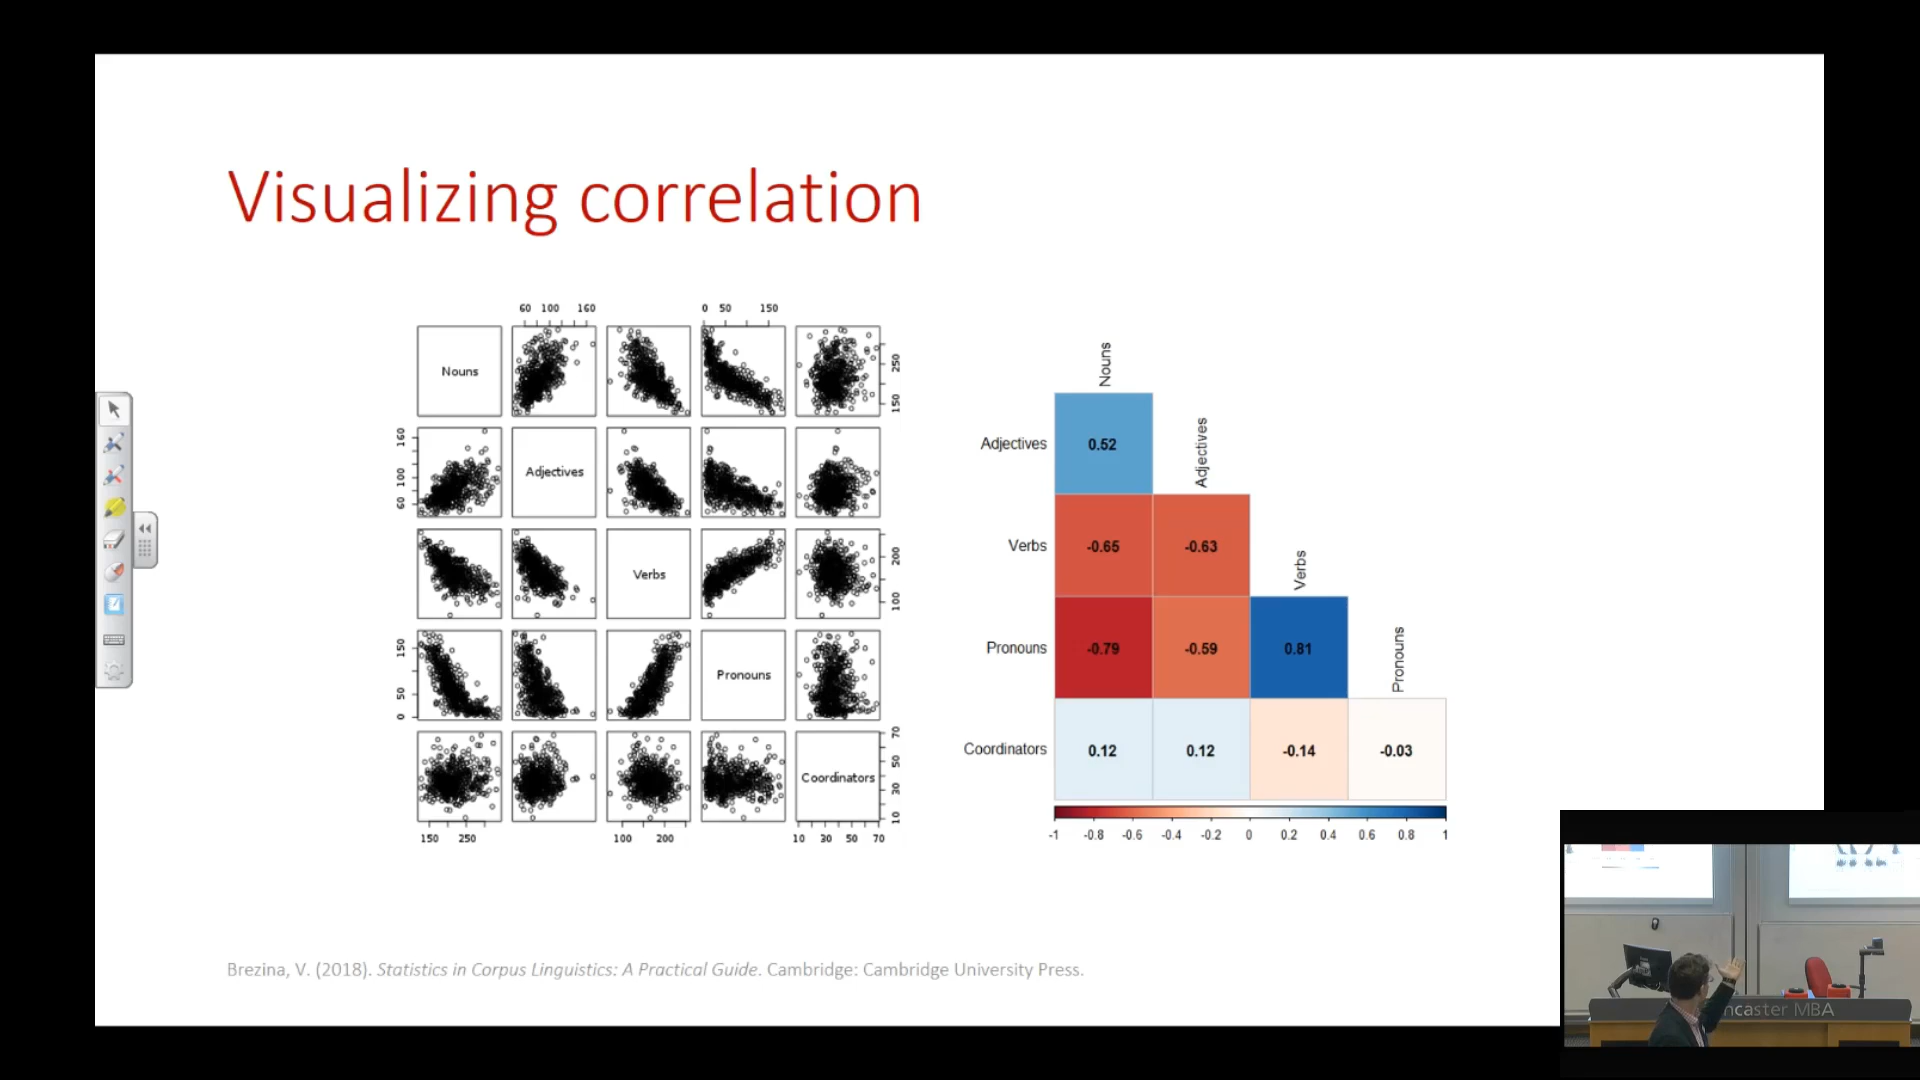 Visualizing correlation
60 100 160
0 50 150
Nouns
250
150
160
100
60
Adjectives
Verbs
200
100
150
50
0
Pronouns
Coordinators
70
50
30
10
150 250
100 200
10 30 50 70
Nouns
Adjectives
0.52
Adjectives
Verbs
-0.65
-0.63
Verbs
Pronouns
-0.79
-0.59
0.81
Pronouns
Coordinators
0.12
0.12
-0.14
-0.03
-1 -0.8 -0.6 -0.4 -0.2 0 0.2 0.4 0.6 0.8 1
Brezina, V. (2018). Statistics in Corpus Linguistics: A Practical Guide. Cambridge: Cambridge University Press.
ncaster MBA